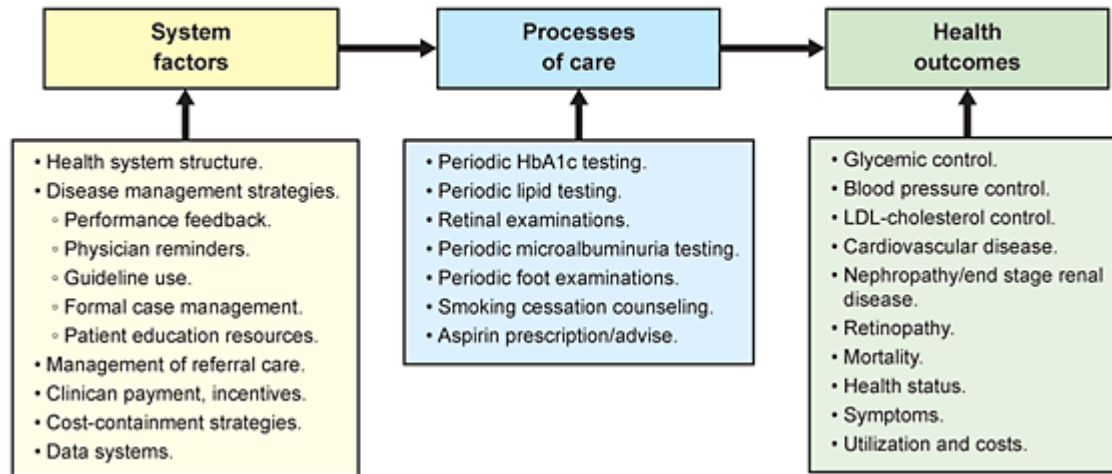 System
factors
Processes
of care
Health
outcomes
• Health system structure.
• Disease management strategies.
◦ Performance feedback.
◦ Physician reminders.
◦ Guideline use.
◦ Formal case management.
◦ Patient education resources.
• Management of referral care.
• Clinican payment, incentives.
• Cost-containment strategies.
• Data systems.
• Periodic HbA1c testing.
• Periodic lipid testing.
• Retinal examinations.
• Periodic microalbuminuria testing.
• Periodic foot examinations.
• Smoking cessation counseling.
• Aspirin prescription/advise.
• Glycemic control.
• Blood pressure control.
• LDL-cholesterol control.
• Cardiovascular disease.
• Nephropathy/end stage renal
disease.
• Retinopathy.
• Mortality.
• Health status.
• Symptoms.
• Utilization and costs.